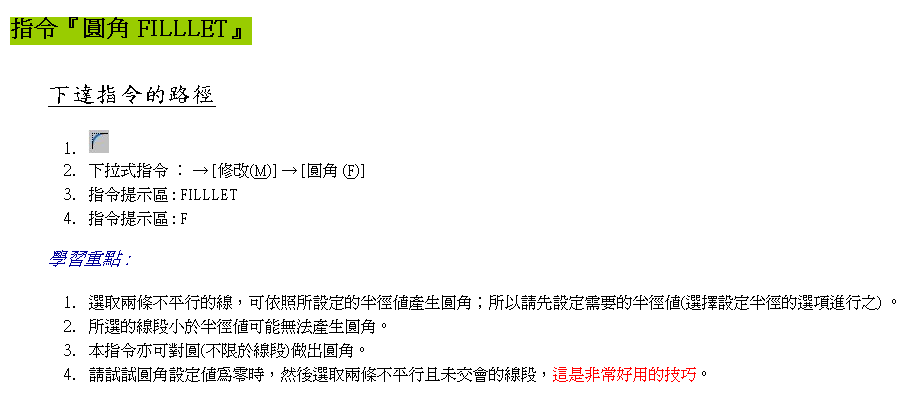 指令『圓角 FILLLET』
下達指令的路徑
1.
2. 下拉式指令 : →[修改(M)]→[圓角 (F)]
3. 指令提示區:FILLLET
4. 指令提示區:F
學習重點 :
1. 選取兩條不平行的線，可依照所設定的半徑值產生圓角；所以請先設定需要的半徑值(選擇設定半徑的選項進行之) 。
2. 所選的線段小於半徑值可能無法產生圓角。
3. 本指令亦可對圓(不限於線段)做出圓角。
4. 請試試圓角設定值為零時，然後選取兩條不平行且未交會的線段，這是非常好用的技巧。